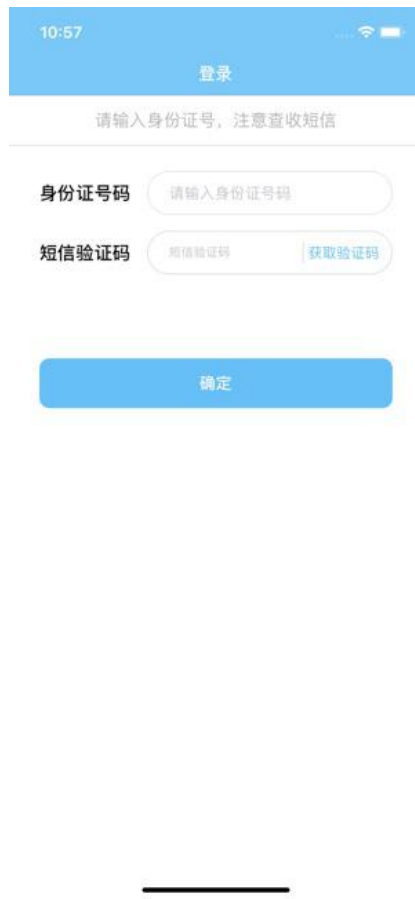 10:57
登录
请输入身份证号，注意查收短信
身份证号码 请输入身份证号码
短信验证码 短信验证码 获取验证码
确定